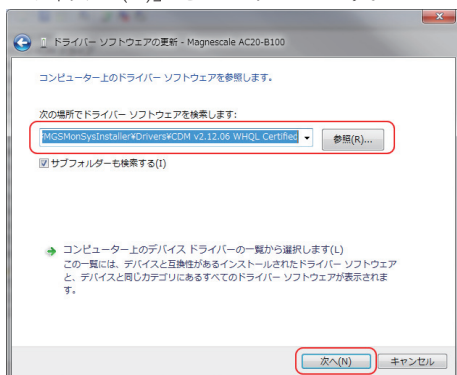 ドライバー ソフトウェアの更新 - Magnescale AC20-B100
コンピューター上のドライバー ソフトウェアを参照します。
次の場所でドライバー ソフトウェアを検索します:
MGSMonSysInstaller¥Drivers¥CDM v2.12.06 WHQL Certified
参照(R)...
サブフォルダーも検索する(I)
コンピューター上のデバイス ドライバーの一覧から選択します(L)
この一覧には、デバイスと互換性があるインストールされたドライバー ソフトウェア
と、デバイスと同じカテゴリにあるすべてのドライバー ソフトウェアが表示されま
す。
次へ(N)
キャンセル